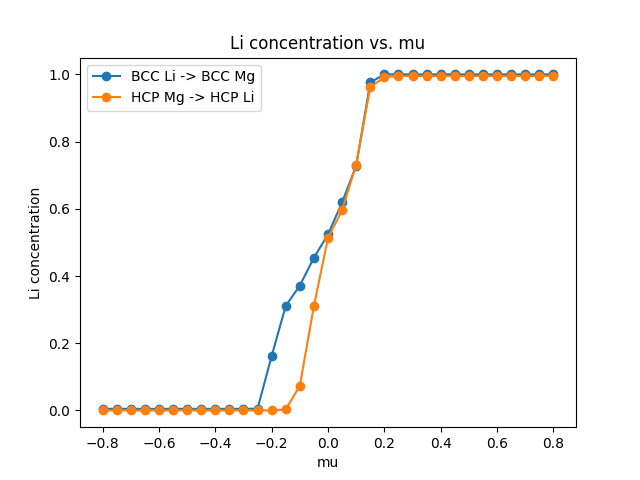 Li concentration vs. mu
BCC Li -> BCC Mg
HCP Mg -> HCP Li
Li concentration
1.0
0.8
0.6
0.4
0.2
0.0
−0.8 −0.6 −0.4 −0.2 0.0 0.2 0.4 0.6 0.8
mu